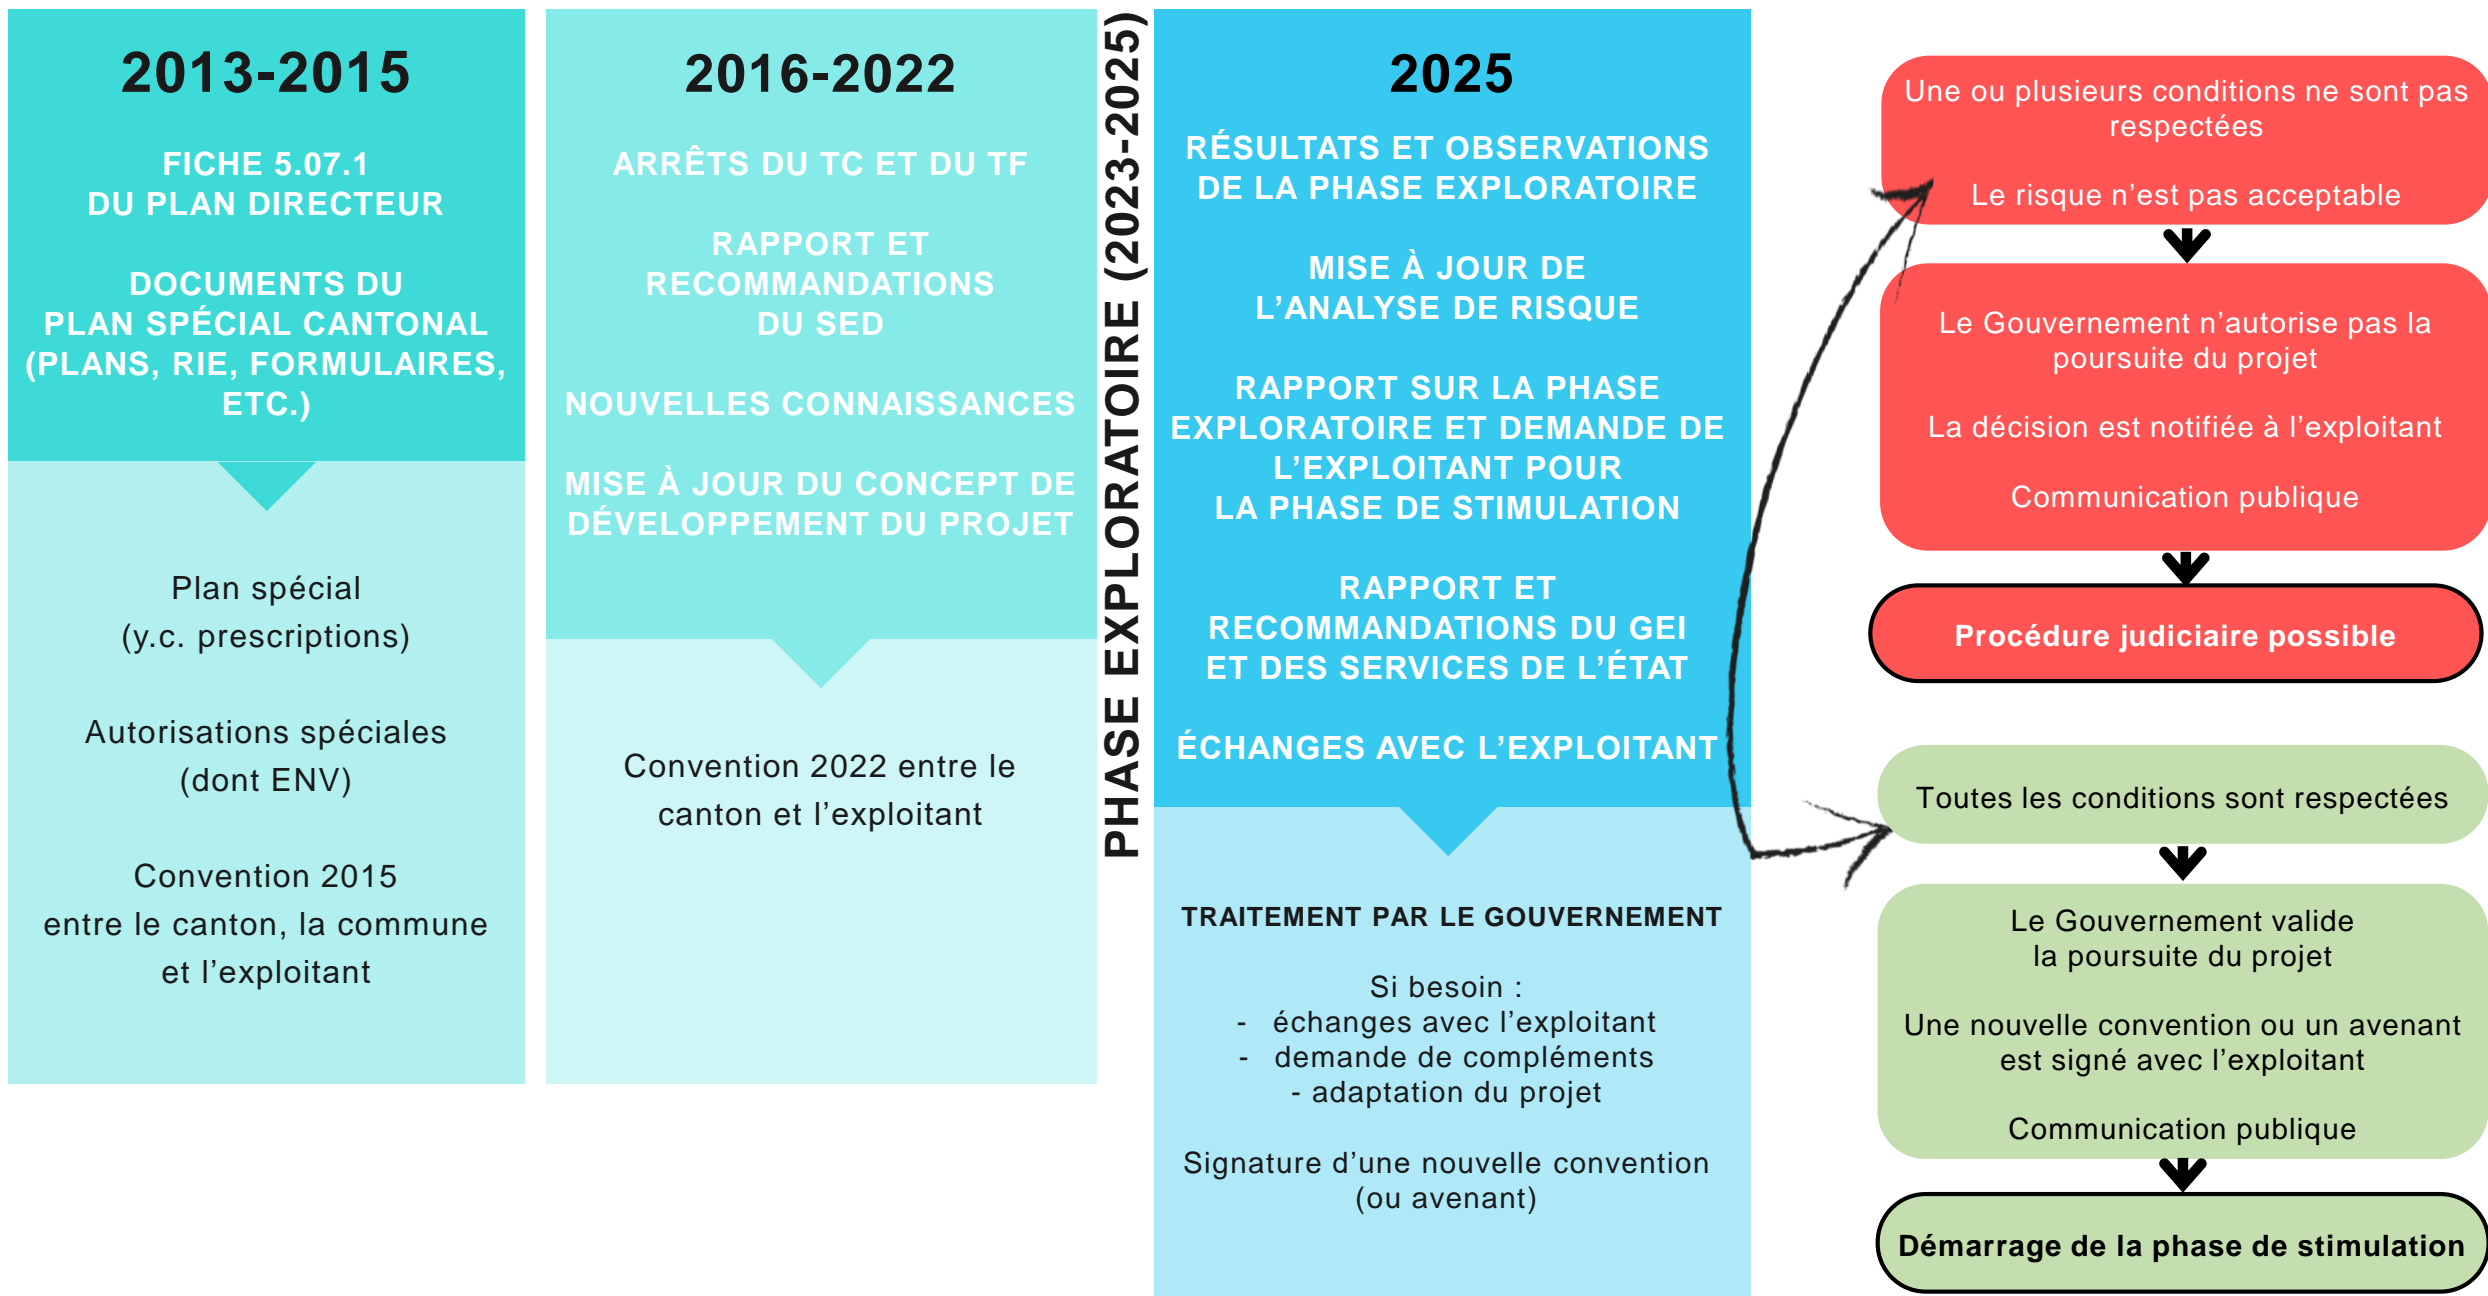 2013-2015
FICHE 5.07.1
DU PLAN DIRECTEUR
DOCUMENTS DU
PLAN SPÉCIAL CANTONAL
(PLANS, RIE, FORMULAIRES,
ETC.)
Plan spécial
(y.c. prescriptions)
Autorisations spéciales
(dont ENV)
Convention 2015
entre le canton, la commune
et l’exploitant
2016-2022
ARRÊTS DU TC ET DU TF
RAPPORT ET
RECOMMANDATIONS
DU SED
NOUVELLES CONNAISSANCES
MISE À JOUR DU CONCEPT DE
DÉVELOPPEMENT DU PROJET
Convention 2022 entre le
canton et l’exploitant
PHASE EXPLORATOIRE (2023-2025)
2025
RÉSULTATS ET OBSERVATIONS
DE LA PHASE EXPLORATOIRE
MISE À JOUR DE
L’ANALYSE DE RISQUE
RAPPORT SUR LA PHASE
EXPLORATOIRE ET DEMANDE DE
L’EXPLOITANT POUR
LA PHASE DE STIMULATION
RAPPORT ET
RECOMMANDATIONS DU GEI
ET DES SERVICES DE L’ÉTAT
ÉCHANGES AVEC L’EXPLOITANT
TRAITEMENT PAR LE GOUVERNEMENT
Si besoin :
- échanges avec l’exploitant
- demande de compléments
- adaptation du projet
Signature d’une nouvelle convention
(ou avenant)
Une ou plusieurs conditions ne sont pas
respectées
Le risque n’est pas acceptable
Le Gouvernement n’autorise pas la
poursuite du projet
La décision est notifiée à l’exploitant
Communication publique
Procédure judiciaire possible
Toutes les conditions sont respectées
Le Gouvernement valide
la poursuite du projet
Une nouvelle convention ou un avenant
est signé avec l’exploitant
Communication publique
Démarrage de la phase de stimulation